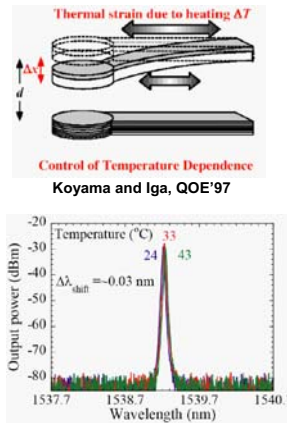 Thermal strain due to heating ΔT
Δx
d
Control of Temperature Dependence
Koyama and Iga, QOE'97
-20
Temperature (°C)
33
-30
24
43
-40
Δλshift =~0.03 nm
-50
-60
-70
-80
Output power (dBm)
1537.7
1538.7
1539.7
1540.
Wavelength (nm)